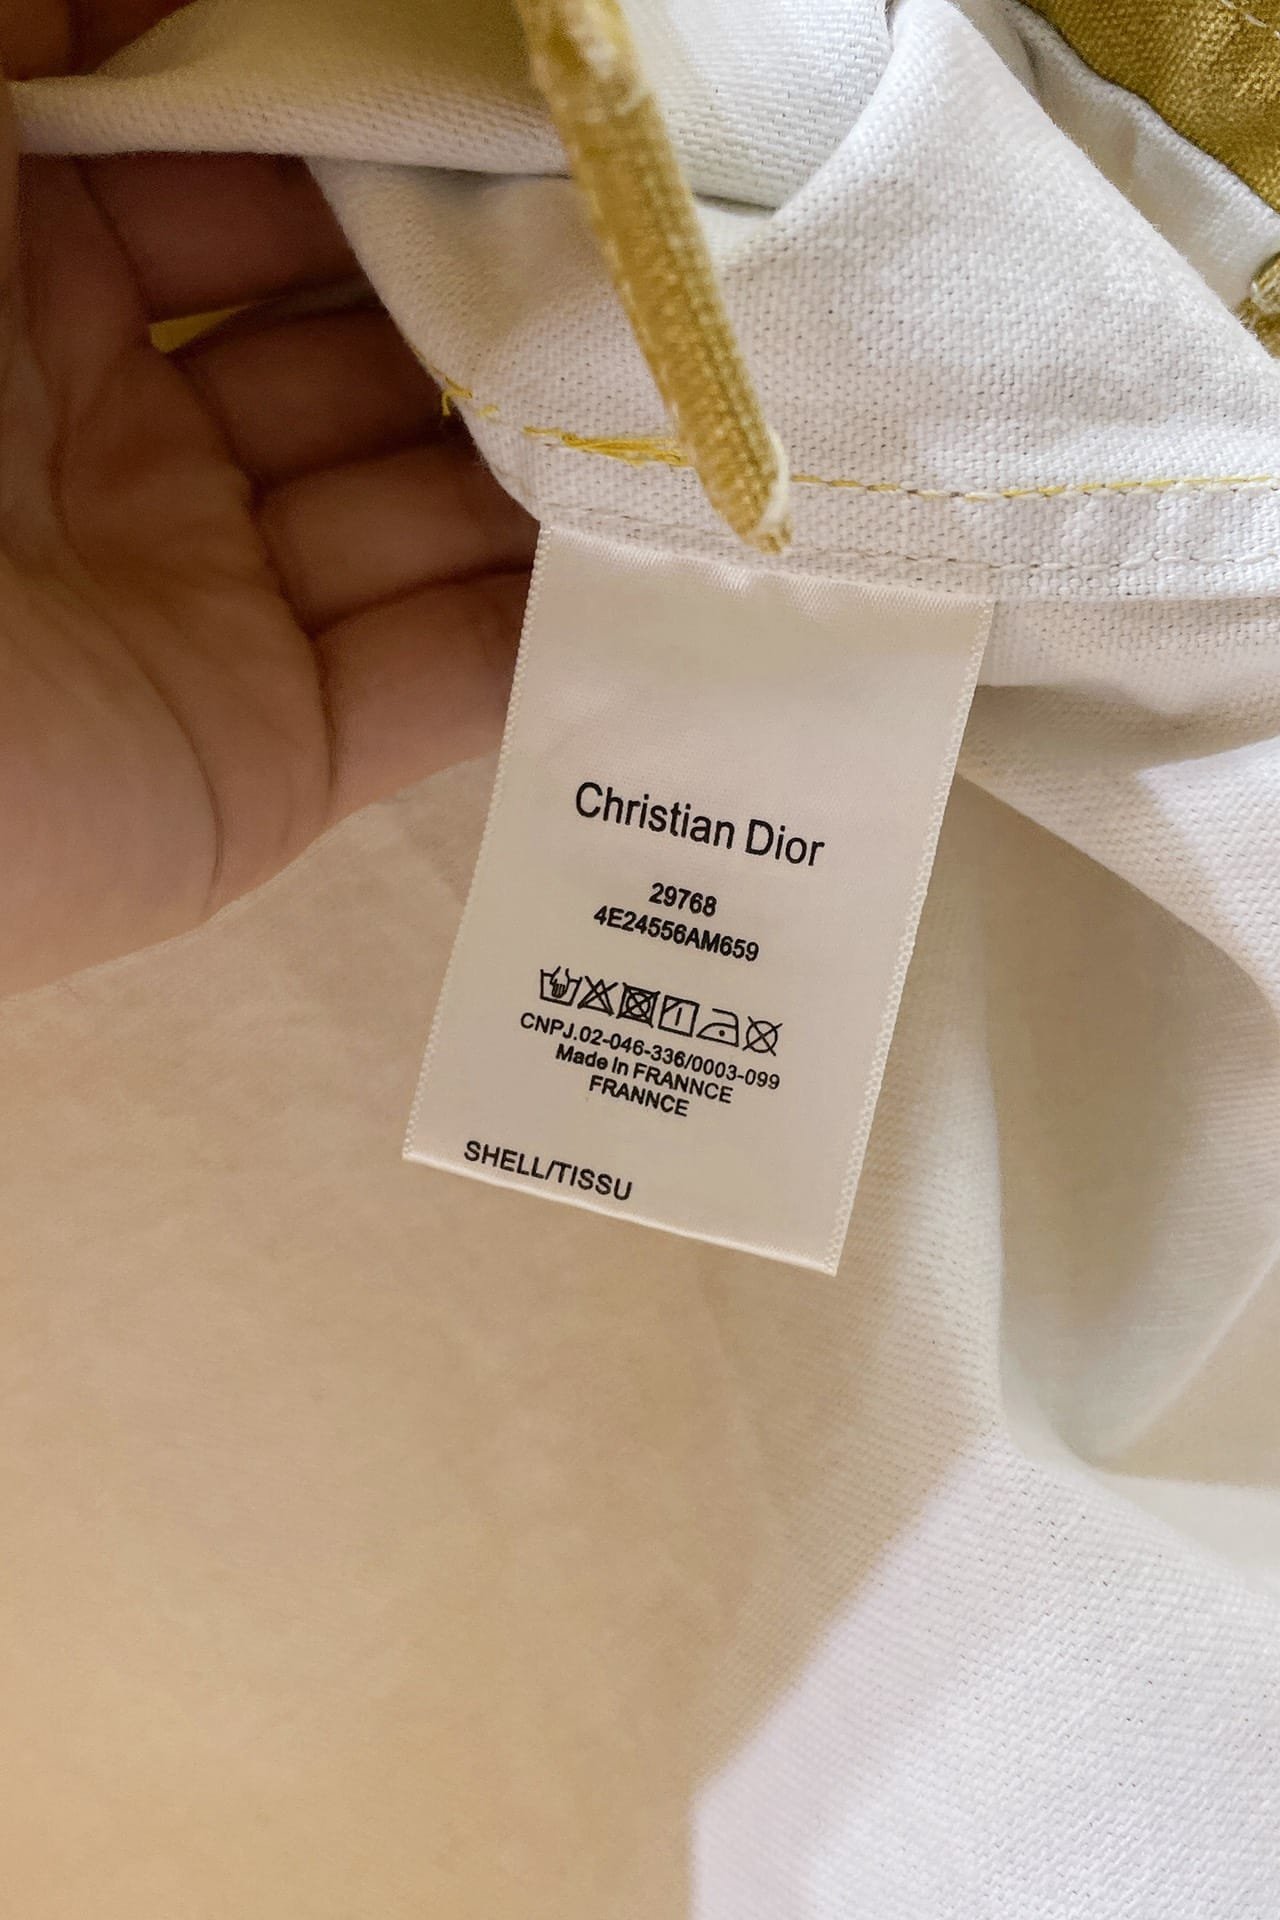 Christian Dior
29768
4E24556AM659
CNPJ.02-046-336/0003-099
Made in FRANNCE
FRANNCE
SHELL/TISSU